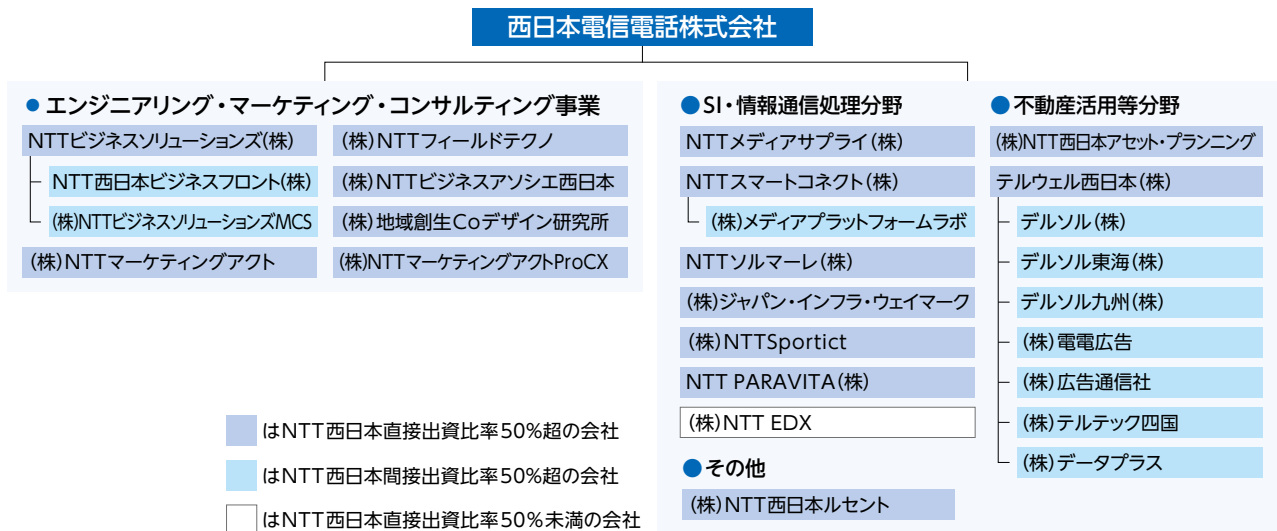 西日本電信電話株式会社
● エンジニアリング・マーケティング・コンサルティング事業
NTTビジネスソリューションズ(株)
NTT西日本ビジネスフロント(株)
(株)NTTビジネスソリューションズMCS
(株)NTTマーケティングアクト
(株)NTTフィールドテクノ
(株)NTTビジネスアソシエ西日本
(株)地域創生Coデザイン研究所
(株)NTTマーケティングアクトProCX
●SI・情報通信処理分野
NTTメディアサプライ(株)
NTTスマートコネクト(株)
(株)メディアプラットフォームラボ
NTTソルマーレ(株)
(株)ジャパン・インフラ・ウェイマーク
(株)NTTSportict
NTT PARAVITA(株)
(株)NTT EDX
●その他
(株)NTT西日本ルセント
●不動産活用等分野
(株)NTT西日本アセット・プランニング
テルウェル西日本(株)
デルソル(株)
デルソル東海(株)
デルソル九州(株)
(株)電電広告
(株)広告通信社
(株)テルテック四国
(株)データプラス
はNTT西日本直接出資比率50%超の会社
はNTT西日本間接出資比率50%超の会社
はNTT西日本直接出資比率50%未満の会社